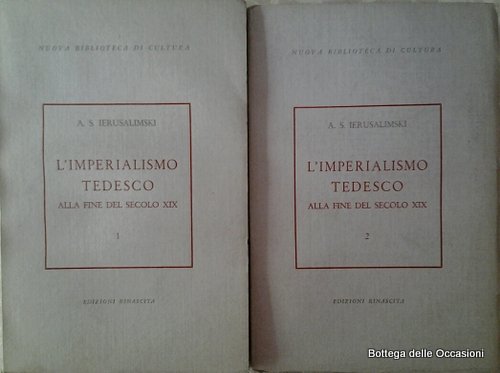 NUOVA BIBLIOTECA DI CULTURA
A. S. IERUSALIMSKI
L'IMPERIALISMO
TEDESCO
ALLA FINE DEL SECOLO XIX
1
EDIZIONI RINASCITA
NUOVA BIBLIOTECA DI CULTURA
A. S. IERUSALIMSKI
L'IMPERIALISMO
TEDESCO
ALLA FINE DEL SECOLO XIX
2
EDIZIONI RINASCITA
Bottega delle Occasioni